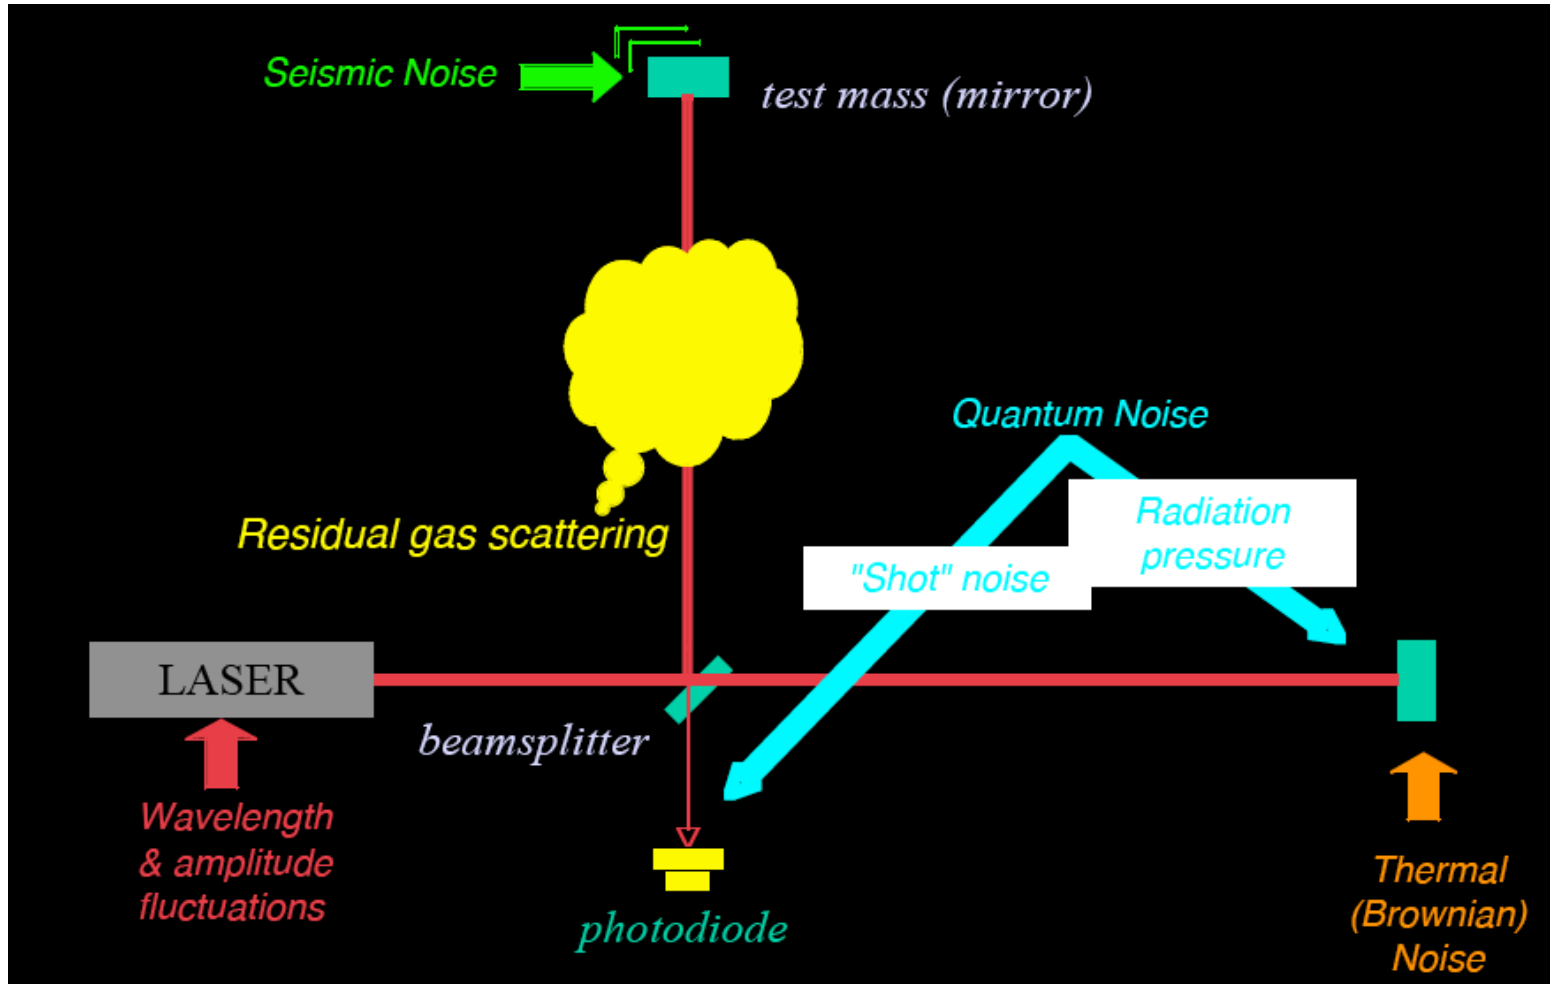 Seismic Noise
test mass (mirror)
Quantum Noise
Radiation
pressure
Residual gas scattering
"Shot" noise
LASER
beamsplitter
Wavelength
& amplitude
fluctuations
photodiode
Thermal
(Brownian)
Noise